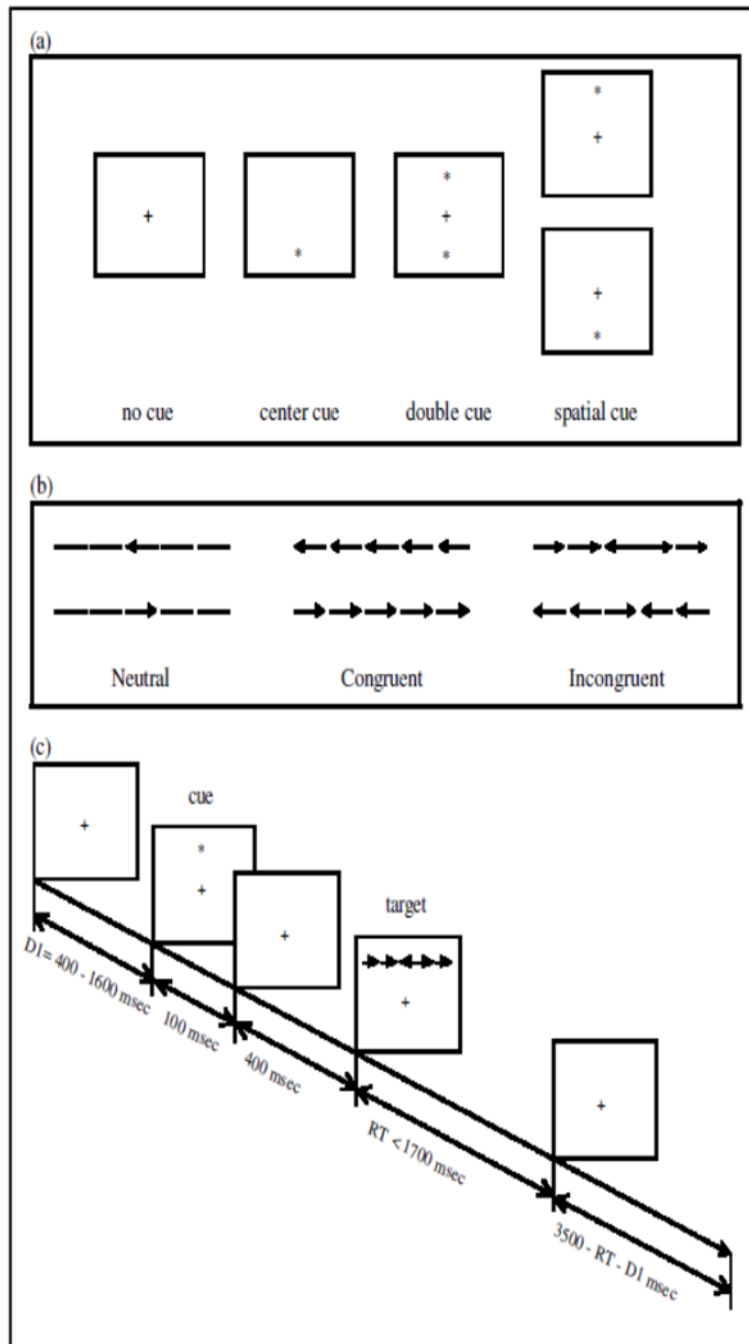 (a)
+
*
*
+
*
*
+
+
*
no cue center cue double cue spatial cue
(b)
Neutral Congruent Incongruent
(c)
+
cue
*
+
+
target
+
+
D1= 400 - 1600 msec
100 msec
400 msec
RT <1700 msec
3500 - RT - D1 msec